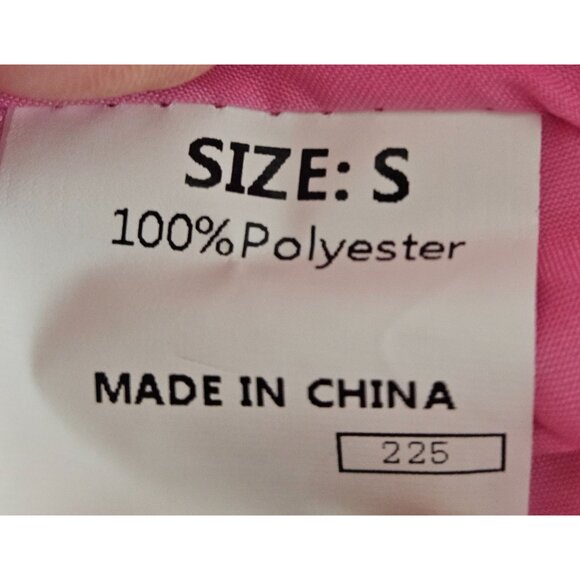 SIZE: S
100%Polyester
MADE IN CHINA
225